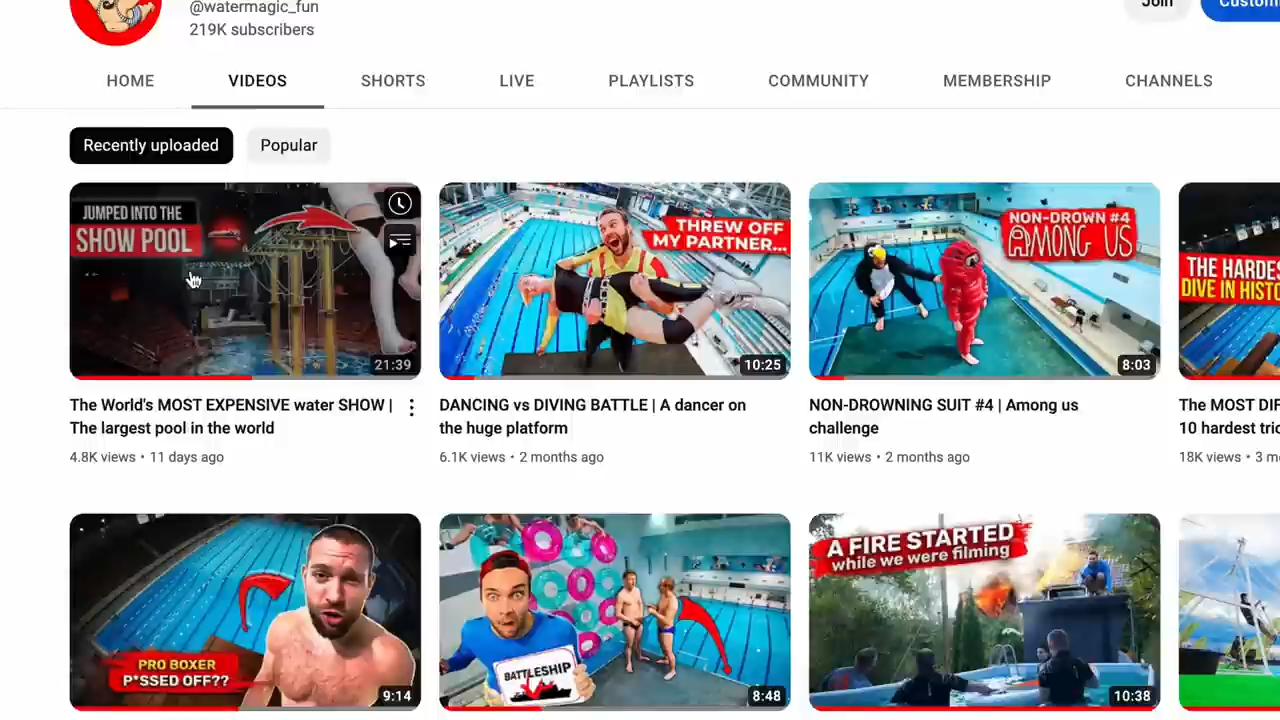 @watermagic_fun
Join
219K subscribers
HOME VIDEOS SHORTS LIVE PLAYLISTS COMMUNITY MEMBERSHIP CHANNELS
Recently uploaded Popular
JUMPED INTO THE
SHOW POOL
21:39
THREW OFF
MY PARTNER...
10:25
NON-DROWN #4
AMONG US
8:03
THE HARDES
DIVE IN HISTO
The World's MOST EXPENSIVE water SHOW |
The largest pool in the world
4.8K views • 11 days ago
DANCING vs DIVING BATTLE | A dancer on
the huge platform
6.1K views • 2 months ago
NON-DROWNING SUIT #4 | Among us
challenge
11K views • 2 months ago
The MOST DIF
10 hardest tric
18K views • 3 m
PRO BOXER
P*SSED OFF??
9:14
BATTLESHIP
8:48
A FIRE STARTED
while we were filming
10:38